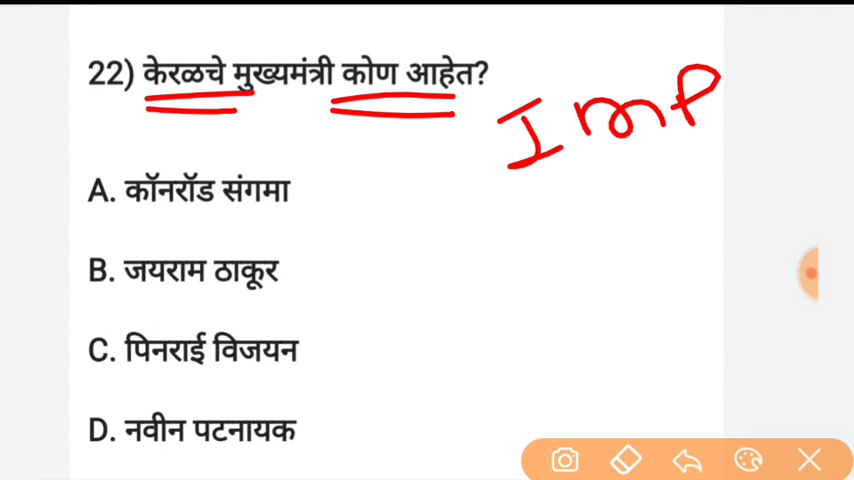 22) केरळचे मुख्यमंत्री कोण आहेत?
Imp
A. कॉनरॉड संगमा
B. जयराम ठाकूर
C. पिनराई विजयन
D. नवीन पटनायक